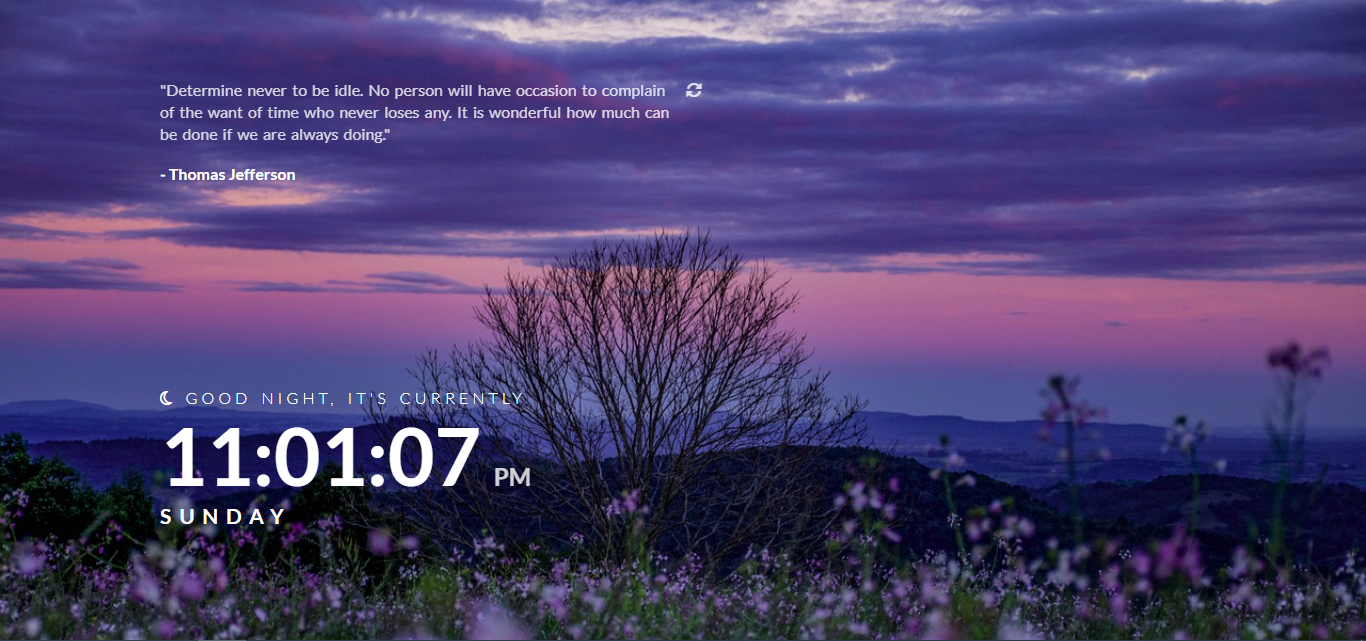 "Determine never to be idle. No person will have occasion to complain
of the want of time who never loses any. It is wonderful how much can
be done if we are always doing."
- Thomas Jefferson
GOOD NIGHT, IT'S CURRENTLY
11:01:07 PM
SUNDAY